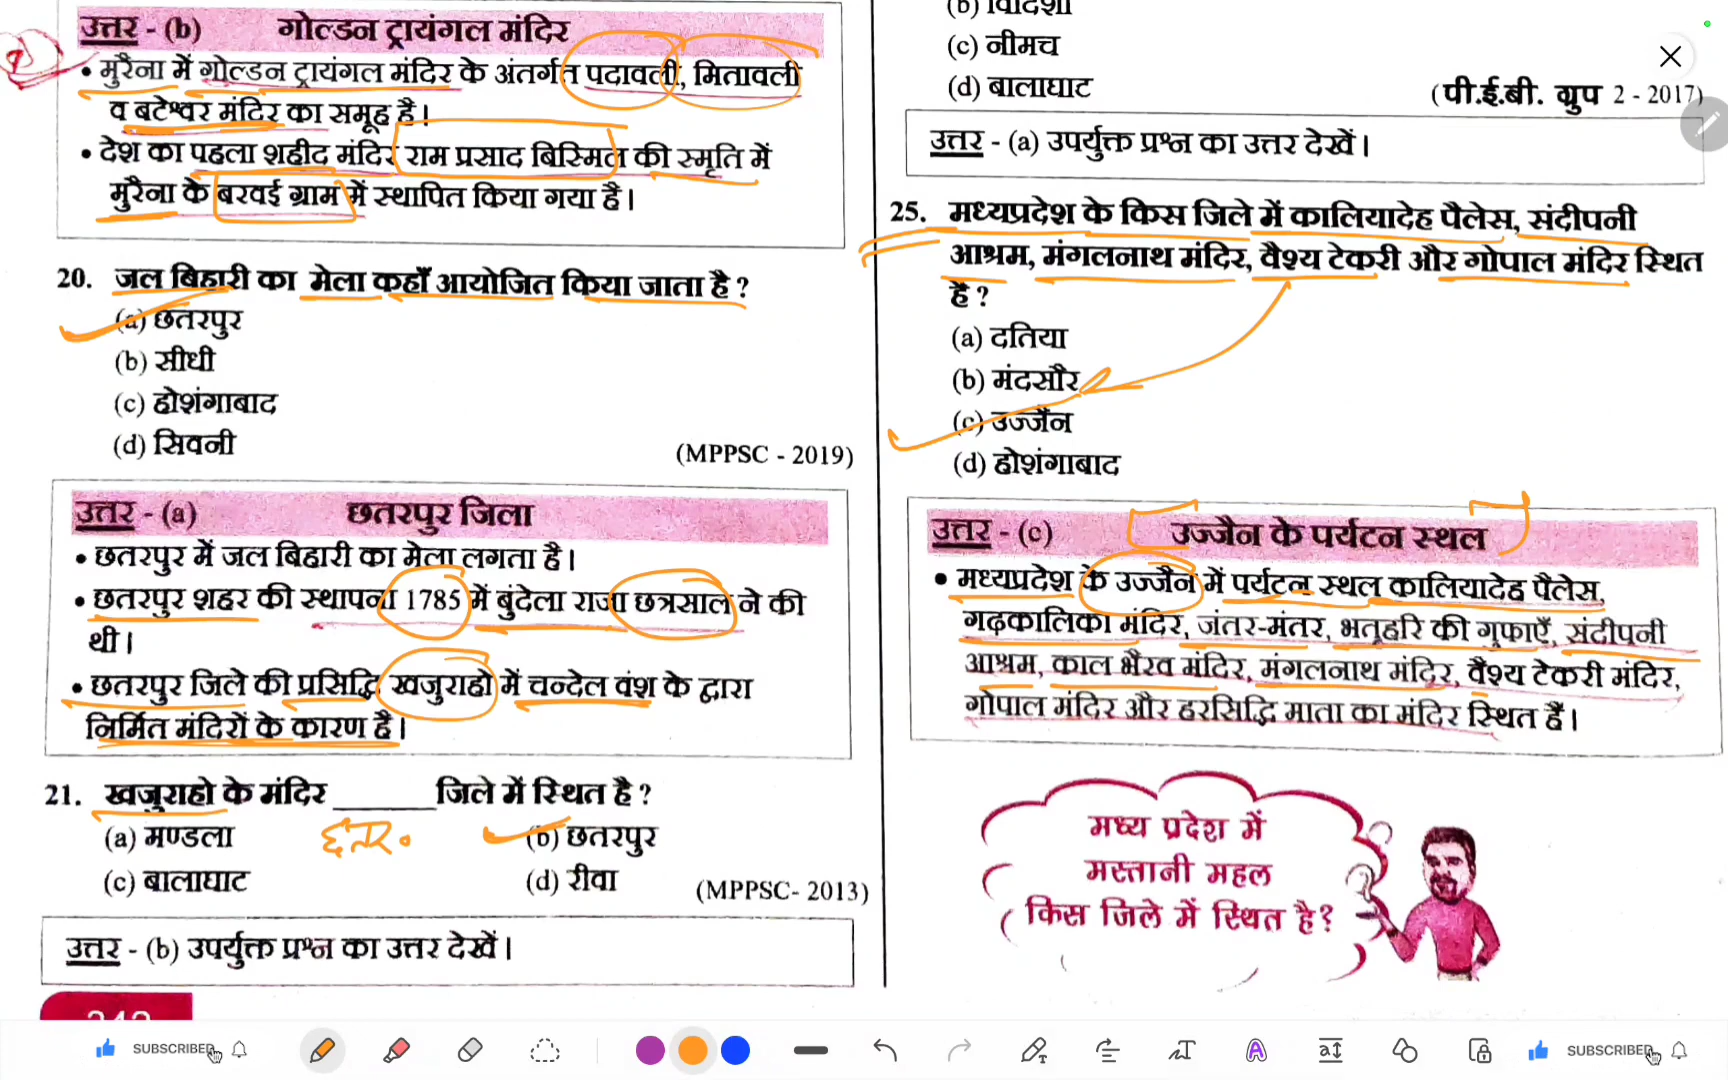 उत्तर - (b) गोल्डन ट्रायंगल मंदिर
• मुरैना में गोल्डन ट्रायंगल मंदिर के अंतर्गत पदावली, मितावली
व बटेश्वर मंदिर का समूह है।
• देश का पहला शहीद मंदिर राम प्रसाद बिस्मिल की स्मृति में
मुरैना के बरवई ग्राम में स्थापित किया गया है।
20. जल बिहारी का मेला कहाँ आयोजित किया जाता है ?
(a) छतरपुर
(b) सीधी
(c) होशंगाबाद
(d) सिवनी
(MPPSC - 2019)
उत्तर - (a) छतरपुर जिला
• छतरपुर में जल बिहारी का मेला लगता है।
• छतरपुर शहर की स्थापना 1785 में बुंदेला राजा छत्रसाल ने की
थी।
• छतरपुर जिले की प्रसिद्धि खजुराहो में चन्देल वंश के द्वारा
निर्मित मंदिरों के कारण है।
21. खजुराहो के मंदिर ______ जिले में स्थित है ?
(a) मण्डला (b) छतरपुर
(c) बालाघाट (d) रीवा (MPPSC- 2013)
उत्तर - (b) उपर्युक्त प्रश्न का उत्तर देखें।
(b) विदिशा
(c) नीमच
(d) बालाघाट
(पी.ई.बी. ग्रुप 2 - 2017)
उत्तर - (a) उपर्युक्त प्रश्न का उत्तर देखें।
25. मध्यप्रदेश के किस जिले में कालियादेह पैलेस, संदीपनी
आश्रम, मंगलनाथ मंदिर, वैश्य टेकरी और गोपाल मंदिर स्थित
है ?
(a) दतिया
(b) मंदसौर
(c) उज्जैन
(d) होशंगाबाद
उत्तर - (c) उज्जैन के पर्यटन स्थल
• मध्यप्रदेश के उज्जैन में पर्यटन स्थल कालियादेह पैलेस,
गढ़कालिका मंदिर, जंतर-मंतर, भतृहरि की गुफाएँ, संदीपनी
आश्रम, काल भैरव मंदिर, मंगलनाथ मंदिर, वैश्य टेकरी मंदिर,
गोपाल मंदिर और हरसिद्धि माता का मंदिर स्थित हैं।
मध्य प्रदेश में
मस्तानी महल
किस जिले में स्थित है?
SUBSCRIBED
SUBSCRIBED